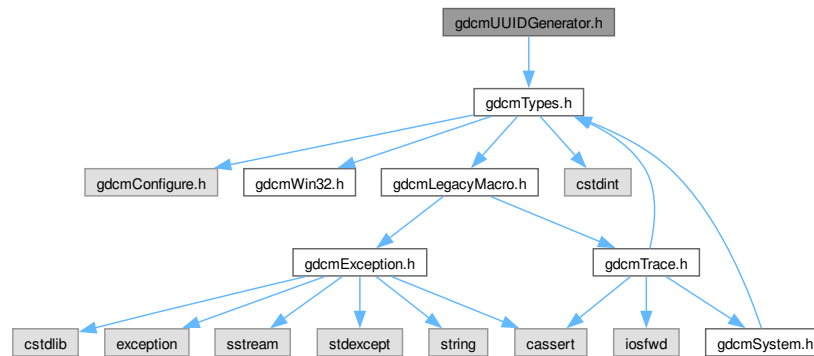 gdcmUUIDGenerator.h
gdcmTypes.h
gdcmConfigure.h
gdcmWin32.h
gdcmLegacyMacro.h
cstdint
gdcmException.h
gdcmTrace.h
cstdlib
exception
sstream
stdexcept
string
cassert
iosfwd
gdcmSystem.h